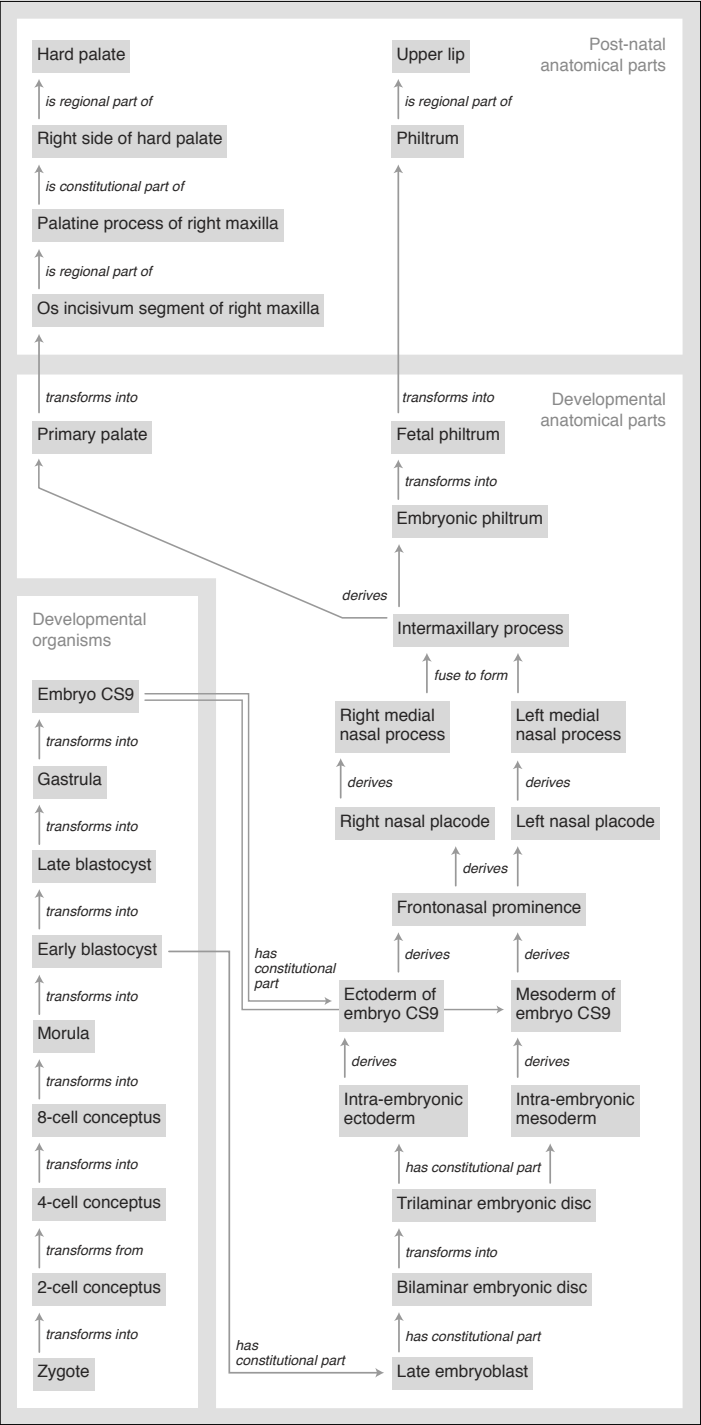 Post-natal
anatomical parts
Hard palate
is regional part of
Right side of hard palate
is constitutional part of
Palatine process of right maxilla
is regional part of
Os incisivum segment of right maxilla
Upper lip
is regional part of
Philtrum
transforms into
Primary palate
transforms into
Fetal philtrum
transforms into
Embryonic philtrum
Developmental
anatomical parts
derives
Intermaxillary process
fuse to form
Right medial
nasal process
Left medial
nasal process
derives
derives
Right nasal placode
Left nasal placode
derives
Frontonasal prominence
derives
derives
Ectoderm of
embryo CS9
Mesoderm of
embryo CS9
derives
derives
Intra-embryonic
ectoderm
Intra-embryonic
mesoderm
has constitutional part
Trilaminar embryonic disc
transforms into
Bilaminar embryonic disc
has constitutional part
Late embryoblast
Developmental
organisms
Embryo CS9
transforms into
Gastrula
transforms into
Late blastocyst
transforms into
Early blastocyst
transforms into
Morula
transforms into
8-cell conceptus
transforms into
4-cell conceptus
transforms from
2-cell conceptus
transforms into
Zygote
has
constitutional
part
has
constitutional part